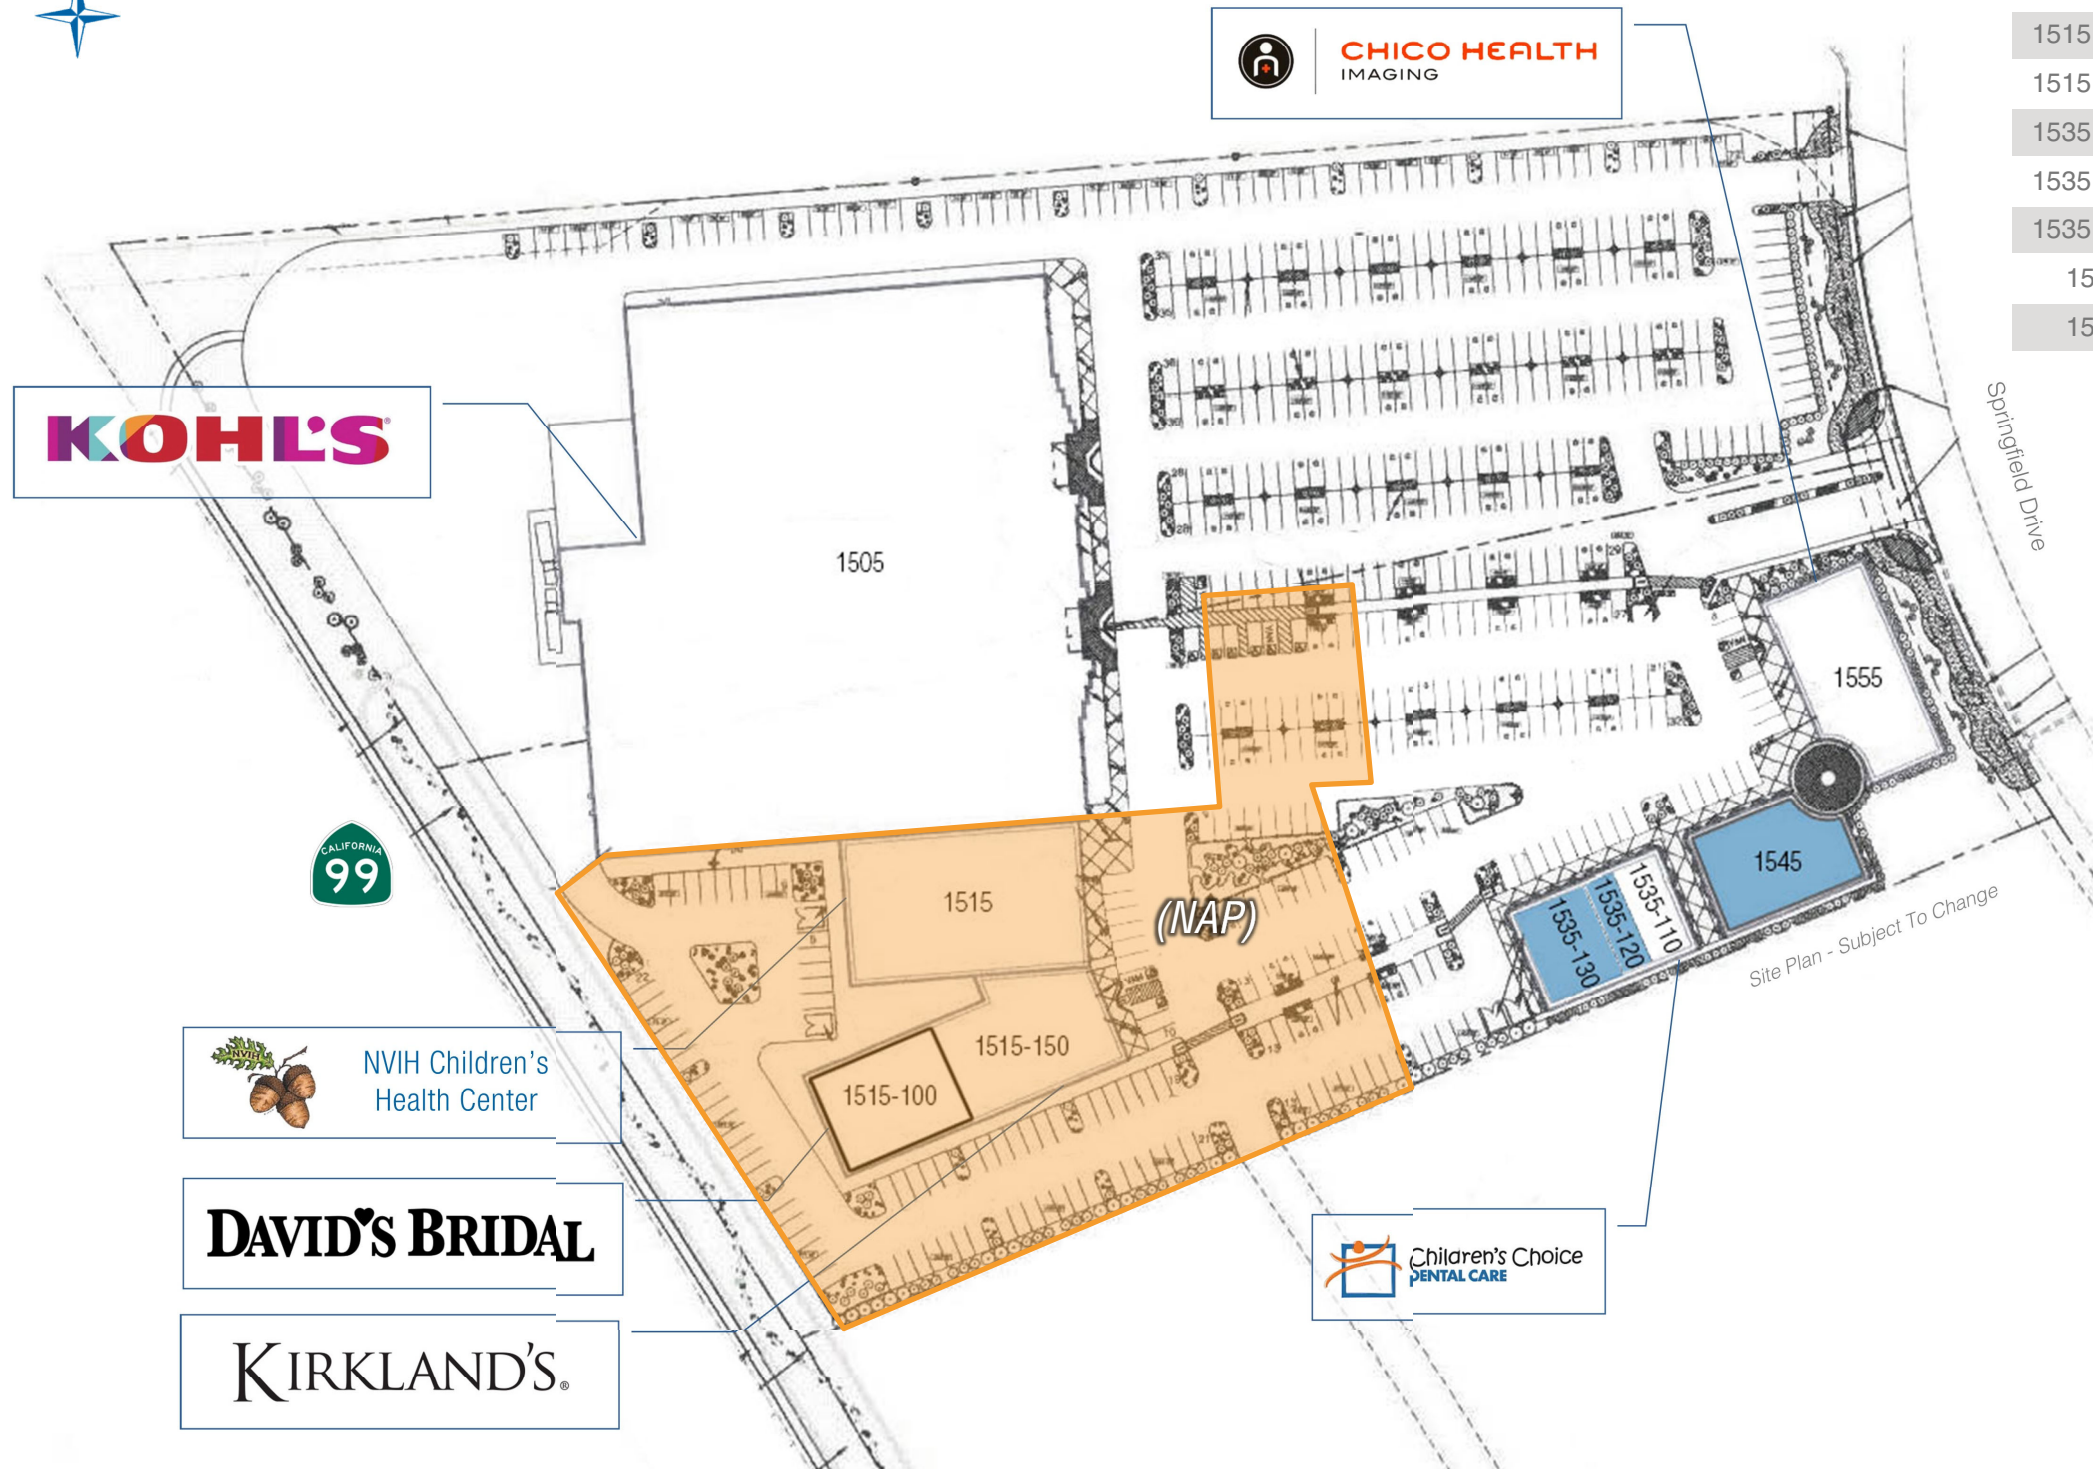 CHICO HEALTH
IMAGING
1515
1515
1535
1535
1535
15
15
KOHL'S
Springfield Drive
1505
1555
CALIFORNIA
99
1545
1515
(NAP)
1535-110
1535-120
1535-130
Site Plan - Subject To Change
NVIH
NVIH Children's
Health Center
1515-150
1515-100
DAVID'S BRIDAL
Children's Choice
DENTAL CARE
KIRKLAND'S®